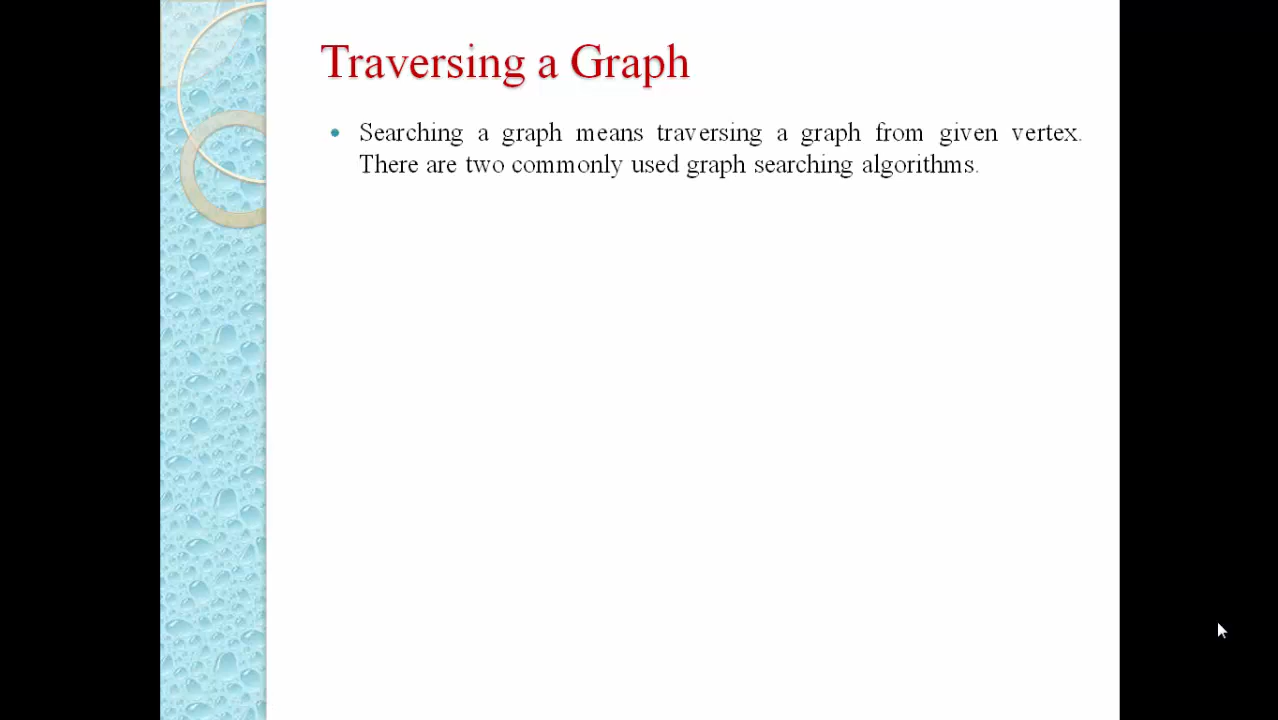 Traversing a Graph
Searching a graph means traversing a graph from given vertex.
There are two commonly used graph searching algorithms.